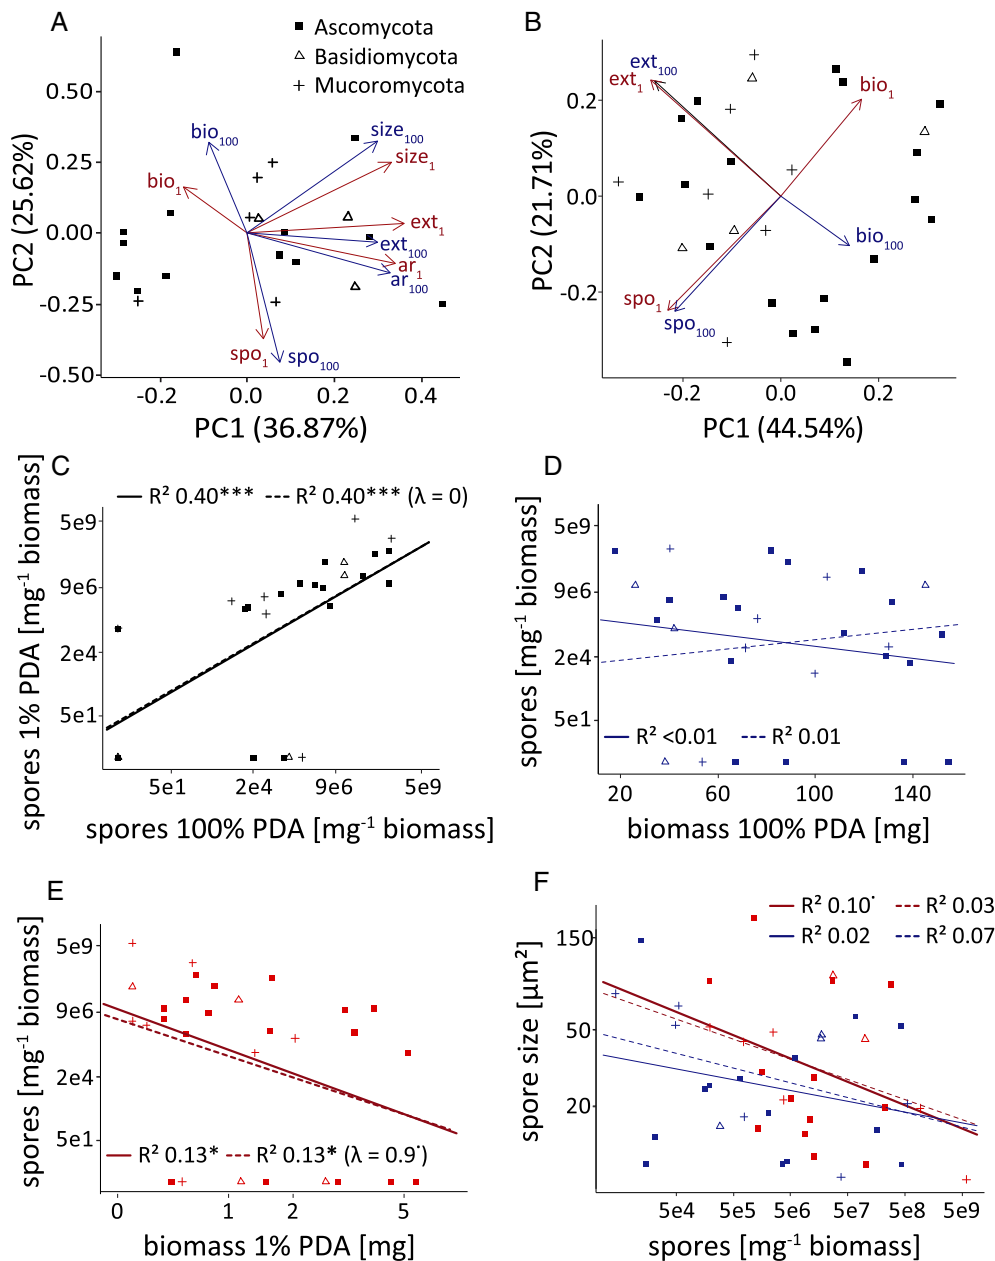 A
■ Ascomycota
△ Basidiomycota
+ Mucoromycota
PC2 (25.62%)
0.50
0.25
0.00
-0.25
-0.50
bio100
bio1
size100
size1
ext1
ext100
ar1
ar100
spo1
spo100
-0.2
0.0
0.2
0.4
PC1 (36.87%)
B
PC2 (21.71%)
0.2
0.0
-0.2
ext100
ext1
bio1
bio100
spo1
spo100
-0.2
0.0
0.2
PC1 (44.54%)
C
R² 0.40*** R² 0.40*** (λ = 0)
spores 1% PDA [mg-1 biomass]
5e9
9e6
2e4
5e1
5e1
2e4
9e6
5e9
spores 100% PDA [mg-1 biomass]
D
spores [mg-1 biomass]
5e9
9e6
2e4
5e1
R² <0.01 R² 0.01
20
60
100
140
biomass 100% PDA [mg]
E
spores [mg-1 biomass]
5e9
9e6
2e4
5e1
R² 0.13* R² 0.13* (λ = 0.9˙)
0
1
2
5
biomass 1% PDA [mg]
F
R² 0.10˙ R² 0.03
R² 0.02 R² 0.07
spore size [µm²]
150
50
20
5e4
5e5
5e6
5e7
5e8
5e9
spores [mg-1 biomass]